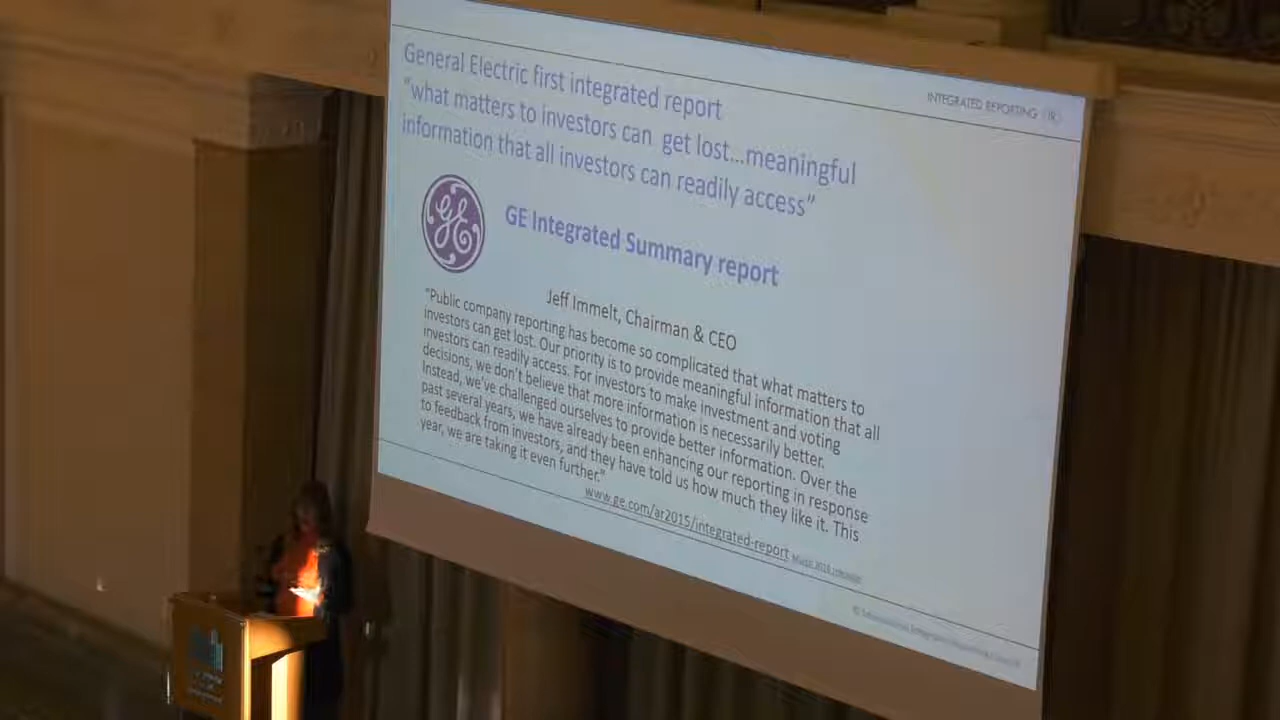 INTEGRATED REPORTING <IR>
General Electric first integrated report
"what matters to investors can get lost...meaningful
information that all investors can readily access"
GE
GE Integrated Summary report
Jeff Immelt, Chairman & CEO
"Public company reporting has become so complicated that what matters to
investors can get lost. Our priority is to provide meaningful information that all
investors can readily access. For investors to make investment and voting
decisions, we don't believe that more information is necessarily better.
Instead, we've challenged ourselves to provide better information. Over the
past several years, we have already been enhancing our reporting in response
to feedback from investors, and they have told us how much they like it. This
year, we are taking it even further."
www.ge.com/ar2015/integrated-report